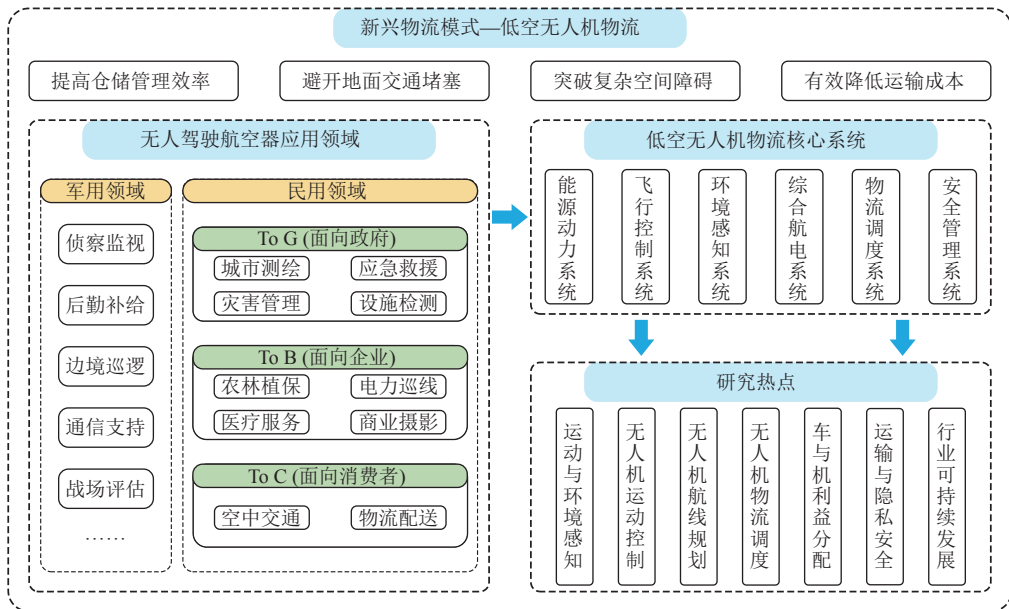 新兴物流模式—低空无人机物流
提高仓储管理效率
避开地面交通堵塞
突破复杂空间障碍
有效降低运输成本
无人驾驶航空器应用领域
军用领域
侦察监视
后勤补给
边境巡逻
通信支持
战场评估
……
民用领域
To G (面向政府)
城市测绘
应急救援
灾害管理
设施检测
To B (面向企业)
农林植保
电力巡线
医疗服务
商业摄影
To C (面向消费者)
空中交通
物流配送
低空无人机物流核心系统
能源动力系统
飞行控制系统
环境感知系统
综合航电系统
物流调度系统
安全管理系统
研究热点
运动与环境感知
无人机运动控制
无人机航线规划
无人机物流调度
车与机利益分配
运输与隐私安全
行业可持续发展